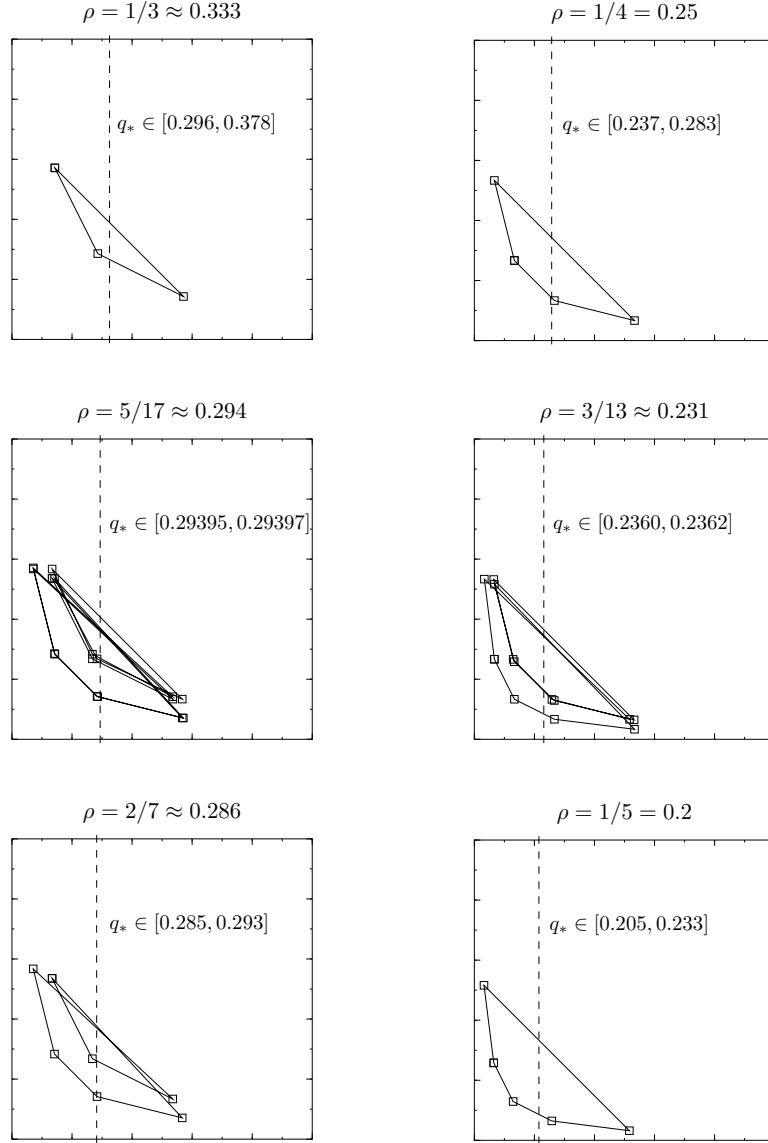 ρ = 1/3 ≈ 0.333
q∗ ∈ [0.296, 0.378]
ρ = 1/4 = 0.25
q∗ ∈ [0.237, 0.283]
ρ = 5/17 ≈ 0.294
q∗ ∈ [0.29395, 0.29397]
ρ = 3/13 ≈ 0.231
q∗ ∈ [0.2360, 0.2362]
ρ = 2/7 ≈ 0.286
q∗ ∈ [0.285, 0.293]
ρ = 1/5 = 0.2
q∗ ∈ [0.205, 0.233]